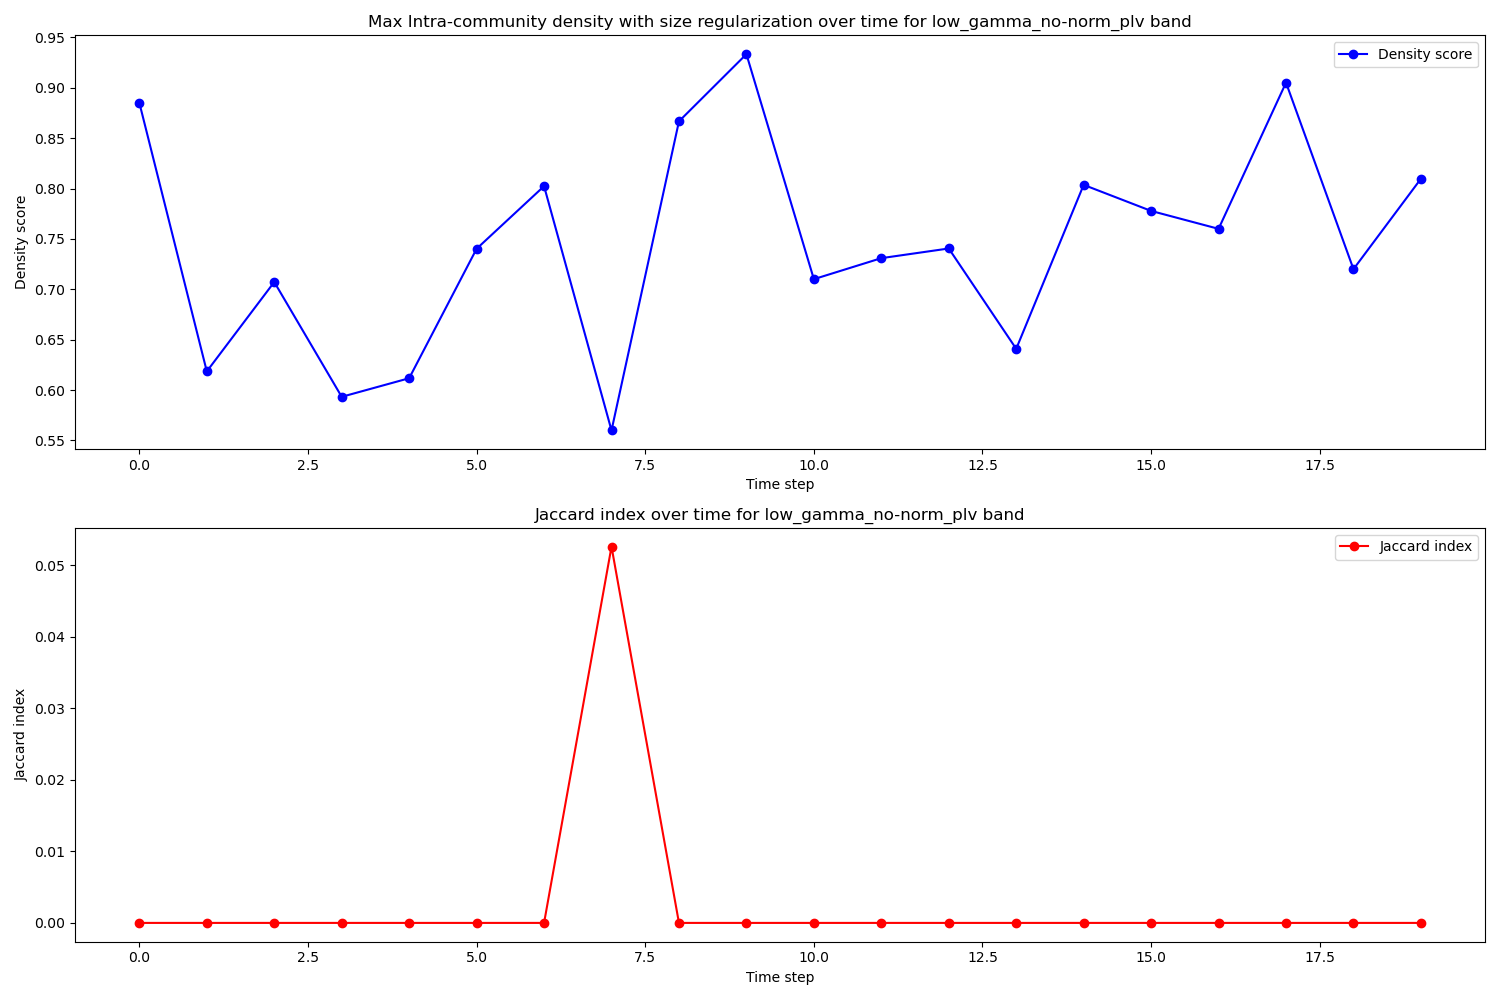 Max Intra-community density with size regularization over time for low_gamma_no-norm_plv band
Density score
0.95
0.90
0.85
0.80
0.75
0.70
0.65
0.60
0.55
Density score
0.0 2.5 5.0 7.5 10.0 12.5 15.0 17.5
Time step
Jaccard index over time for low_gamma_no-norm_plv band
Jaccard index
0.05
0.04
0.03
0.02
0.01
0.00
Jaccard index
0.0 2.5 5.0 7.5 10.0 12.5 15.0 17.5
Time step